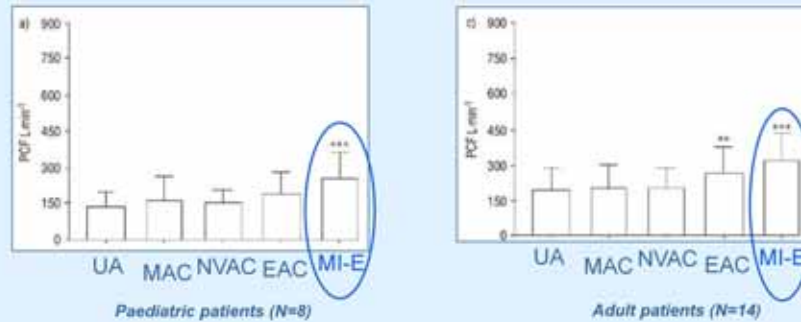 a)
900
750
600
450
300
150
0
PCF L·min⁻¹
***
UA MAC NVAC EAC MI-E
Paediatric patients (N=8)
c)
900
750
600
450
300
150
0
PCF L·min⁻¹
**
***
UA MAC NVAC EAC MI-E
Adult patients (N=14)